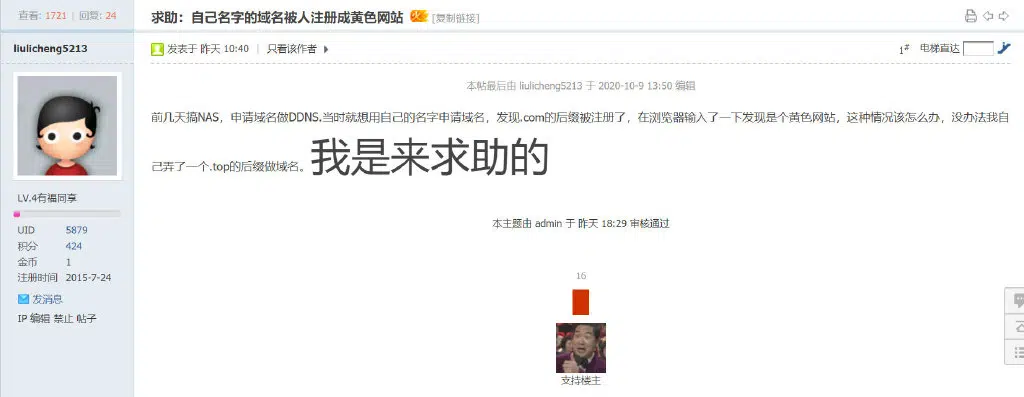 查看: 1721 | 回复: 24
求助：自己名字的域名被人注册成黄色网站 [复制链接]
liulicheng5213
发表于 昨天 10:40 | 只看该作者
1# 电梯直达
本帖最后由 liulicheng5213 于 2020-10-9 13:50 编辑
前几天搞NAS，申请域名做DDNS.当时就想用自己的名字申请域名，发现.com的后缀被注册了，在浏览器输入了一下发现是个黄色网站，这种情况该怎么办，没办法我自
己弄了一个.top的后缀做域名。我是来求助的
LV.4有福同享
UID 5879
积分 424
金币 1
注册时间 2015-7-24
发消息
IP 编辑 禁止 帖子
本主题由 admin 于 昨天 18:29 审核通过
16
支持楼主